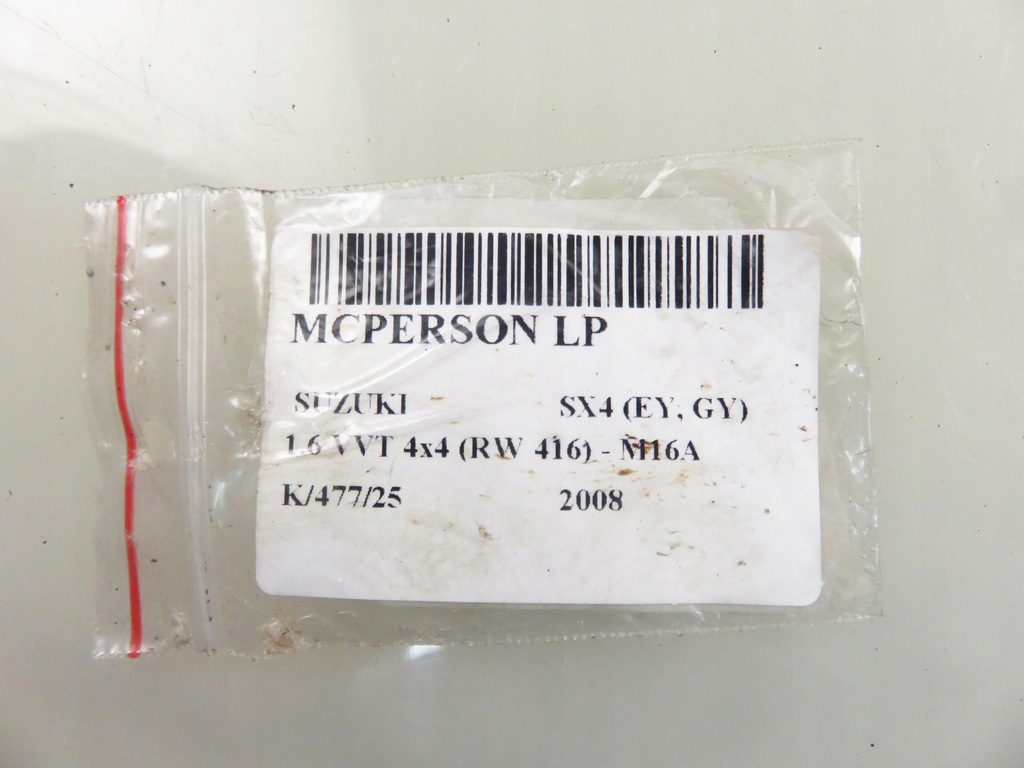 MCPERSON LP
SUZUKI SX4 (EY, GY)
1.6 VVT 4x4 (RW 416) - M16A
K/477/25 2008